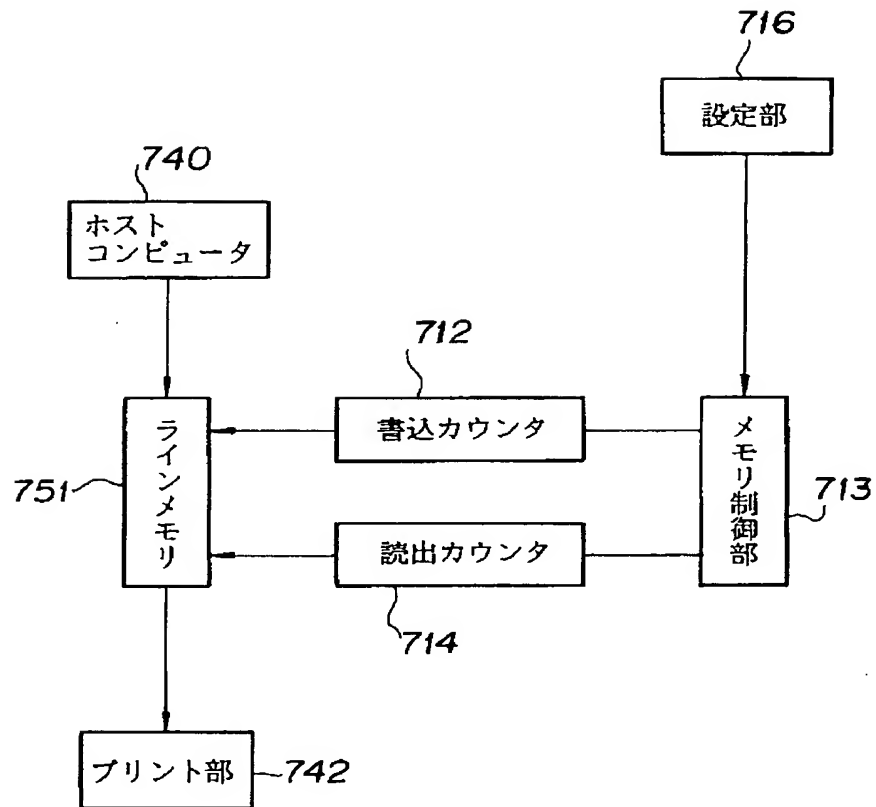 716
設定部
740
ホスト
コンピュータ
712
書込カウンタ
ラインメモリ
751
メモリ制御部
713
読出カウンタ
714
プリント部
742